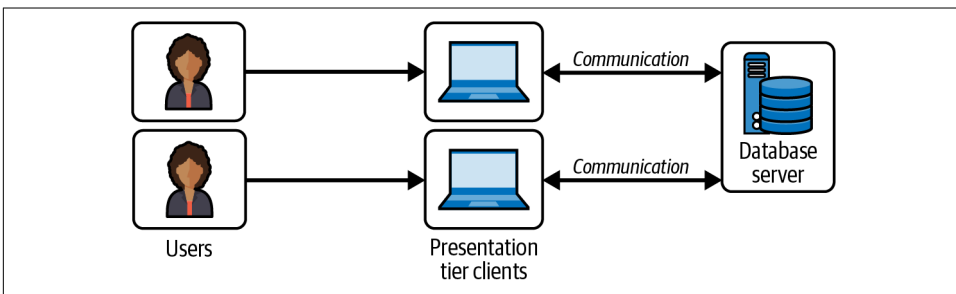 Communication
Communication
Database
server
Users
Presentation
tier clients